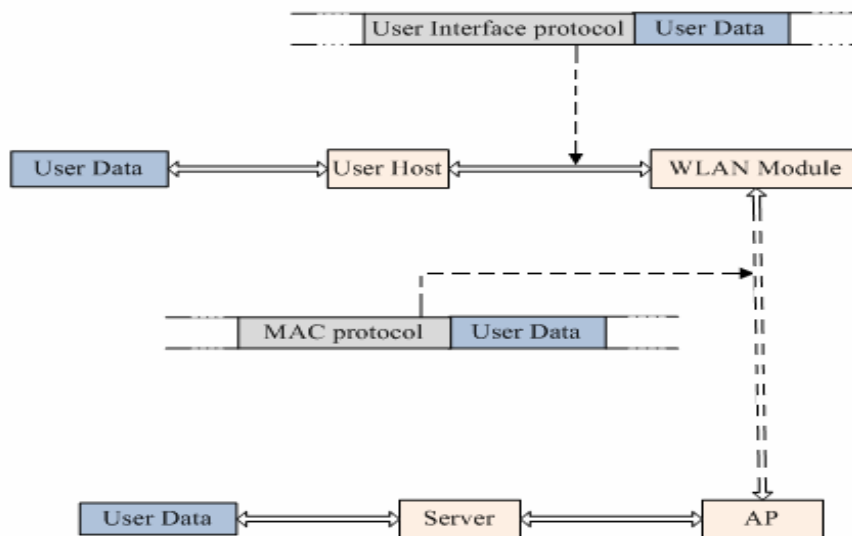 User Interface protocol User Data
User Data User Host WLAN Module
MAC protocol User Data
User Data Server AP